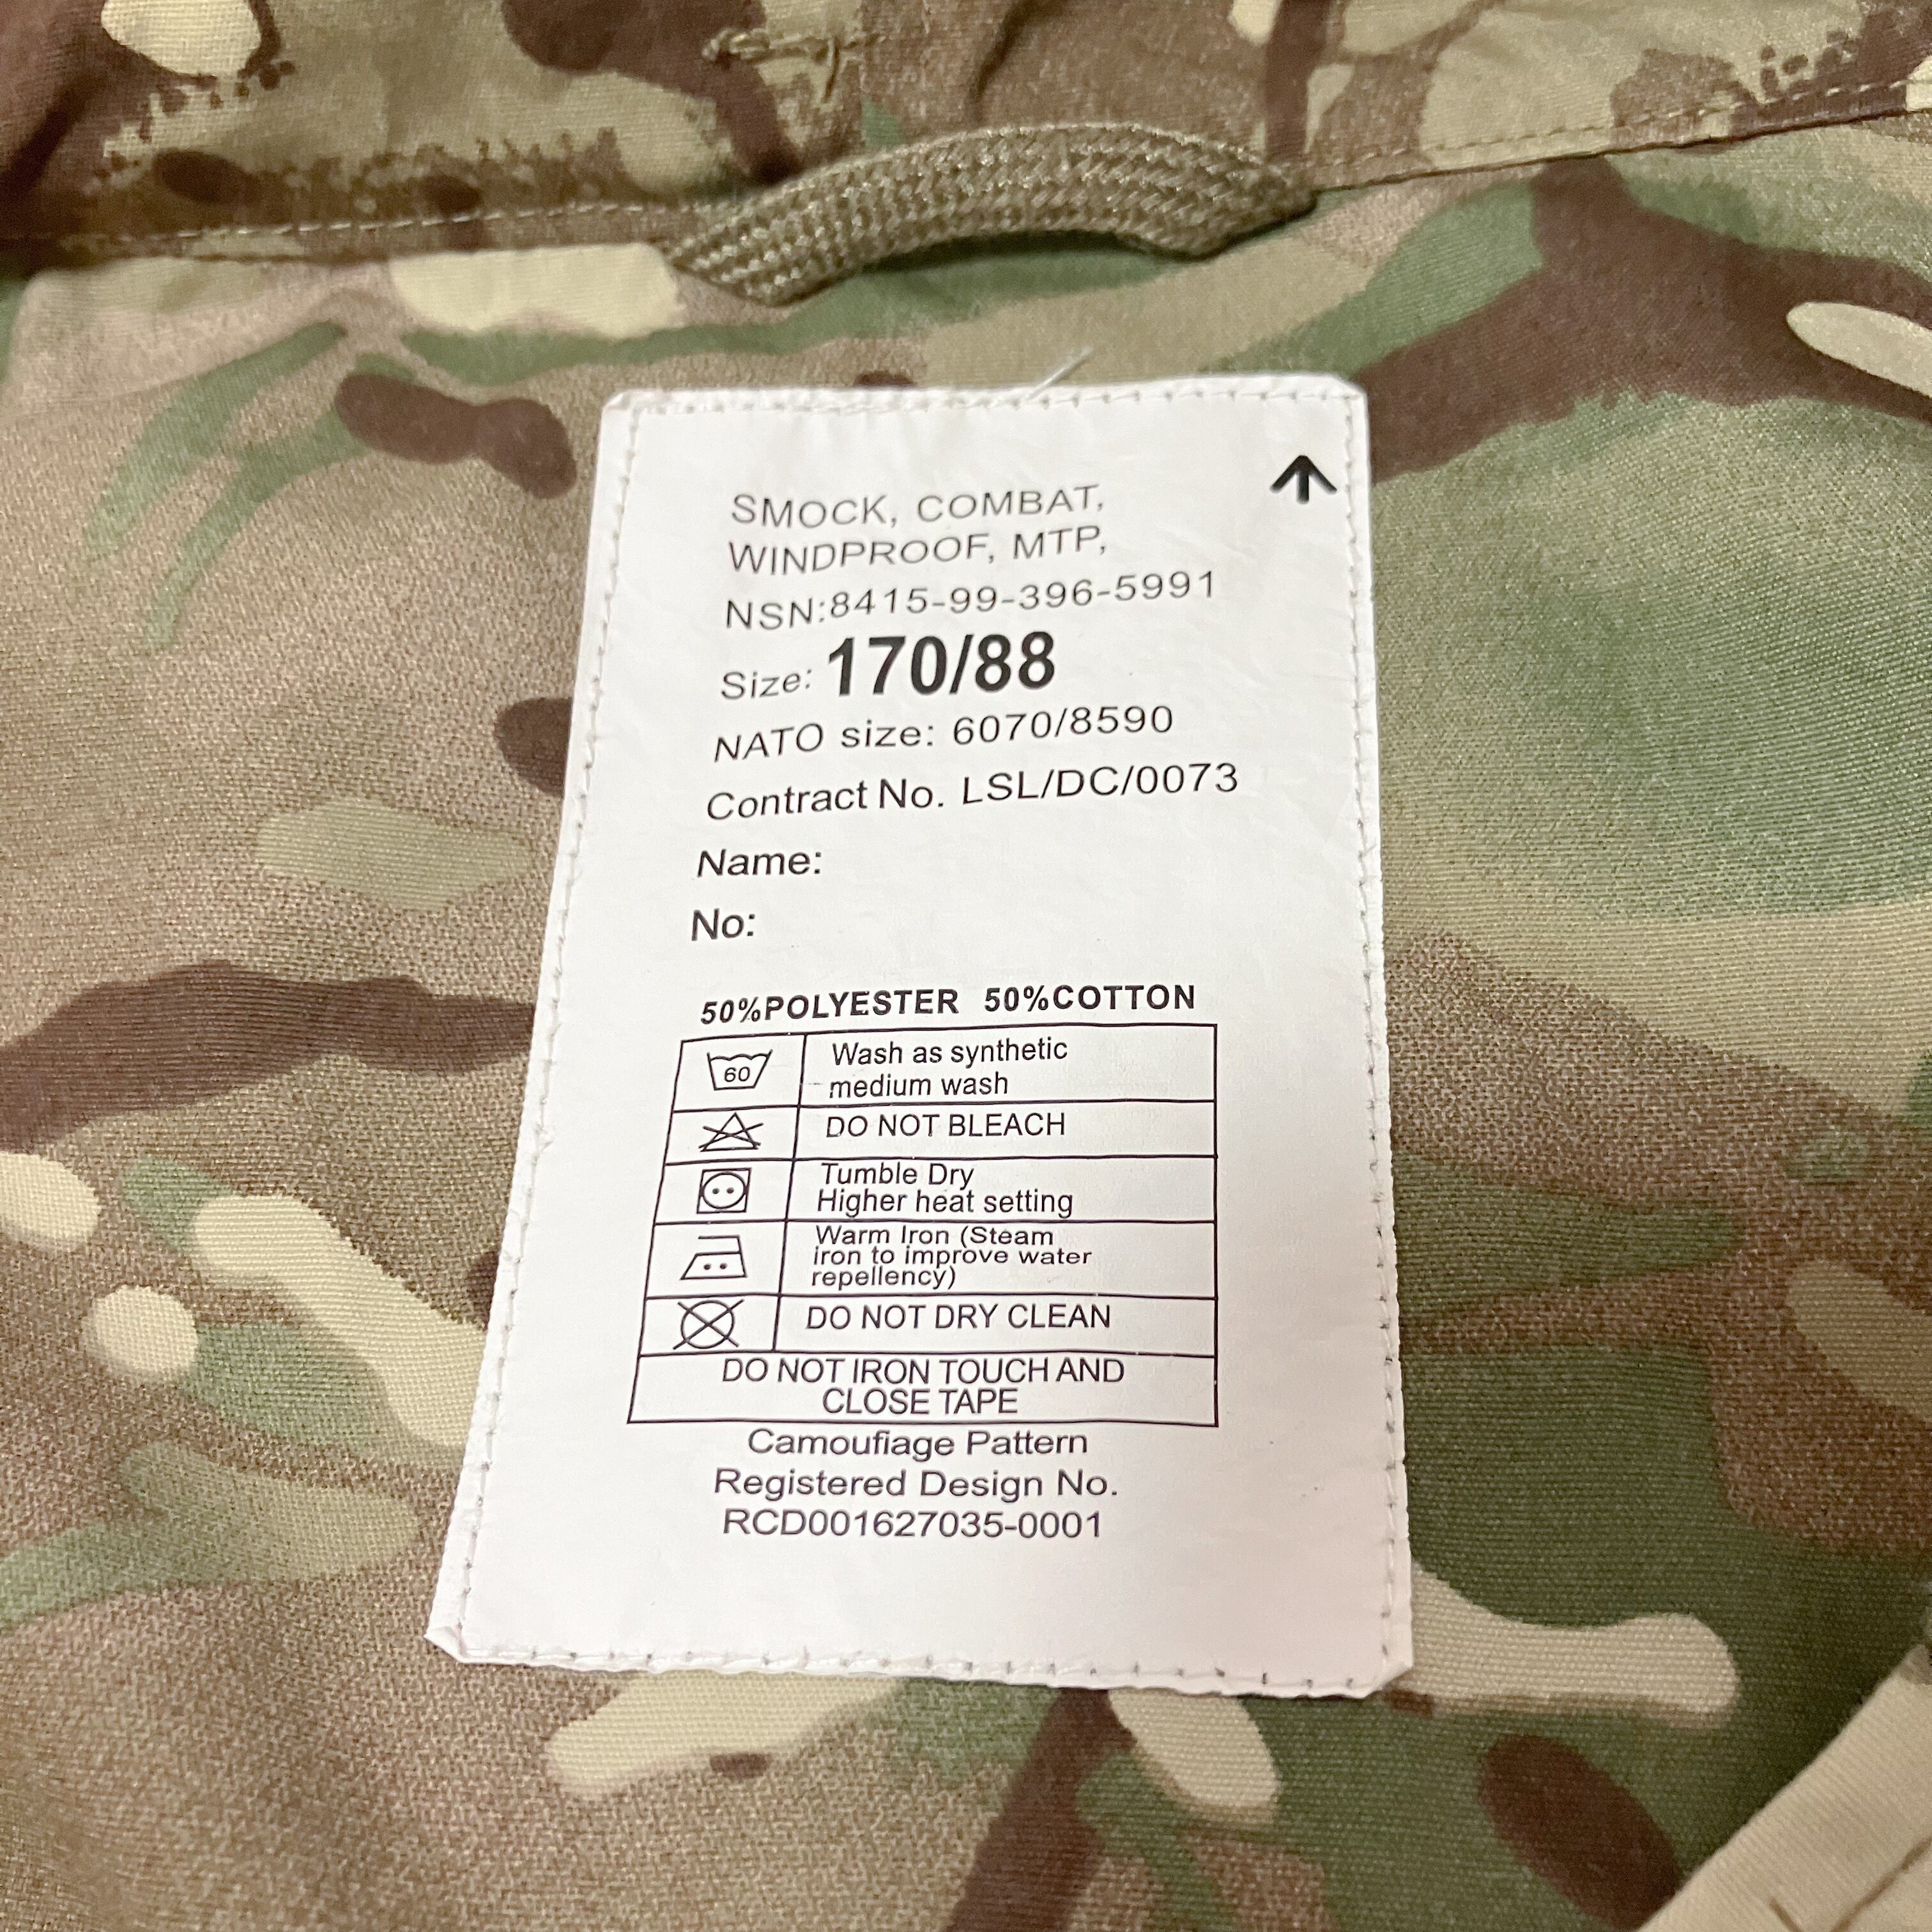 SMOCK, COMBAT,
WINDPROOF, MTP,
NSN:8415-99-396-5991
Size: 170/88
NATO size: 6070/8590
Contract No. LSL/DC/0073
Name:
No:
50%POLYESTER 50%COTTON
60
Wash as synthetic
medium wash
DO NOT BLEACH
Tumble Dry
Higher heat setting
Warm Iron (Steam
iron to improve water
repellency)
DO NOT DRY CLEAN
DO NOT IRON TOUCH AND
CLOSE TAPE
Camoufiage Pattern
Registered Design No.
RCD001627035-0001